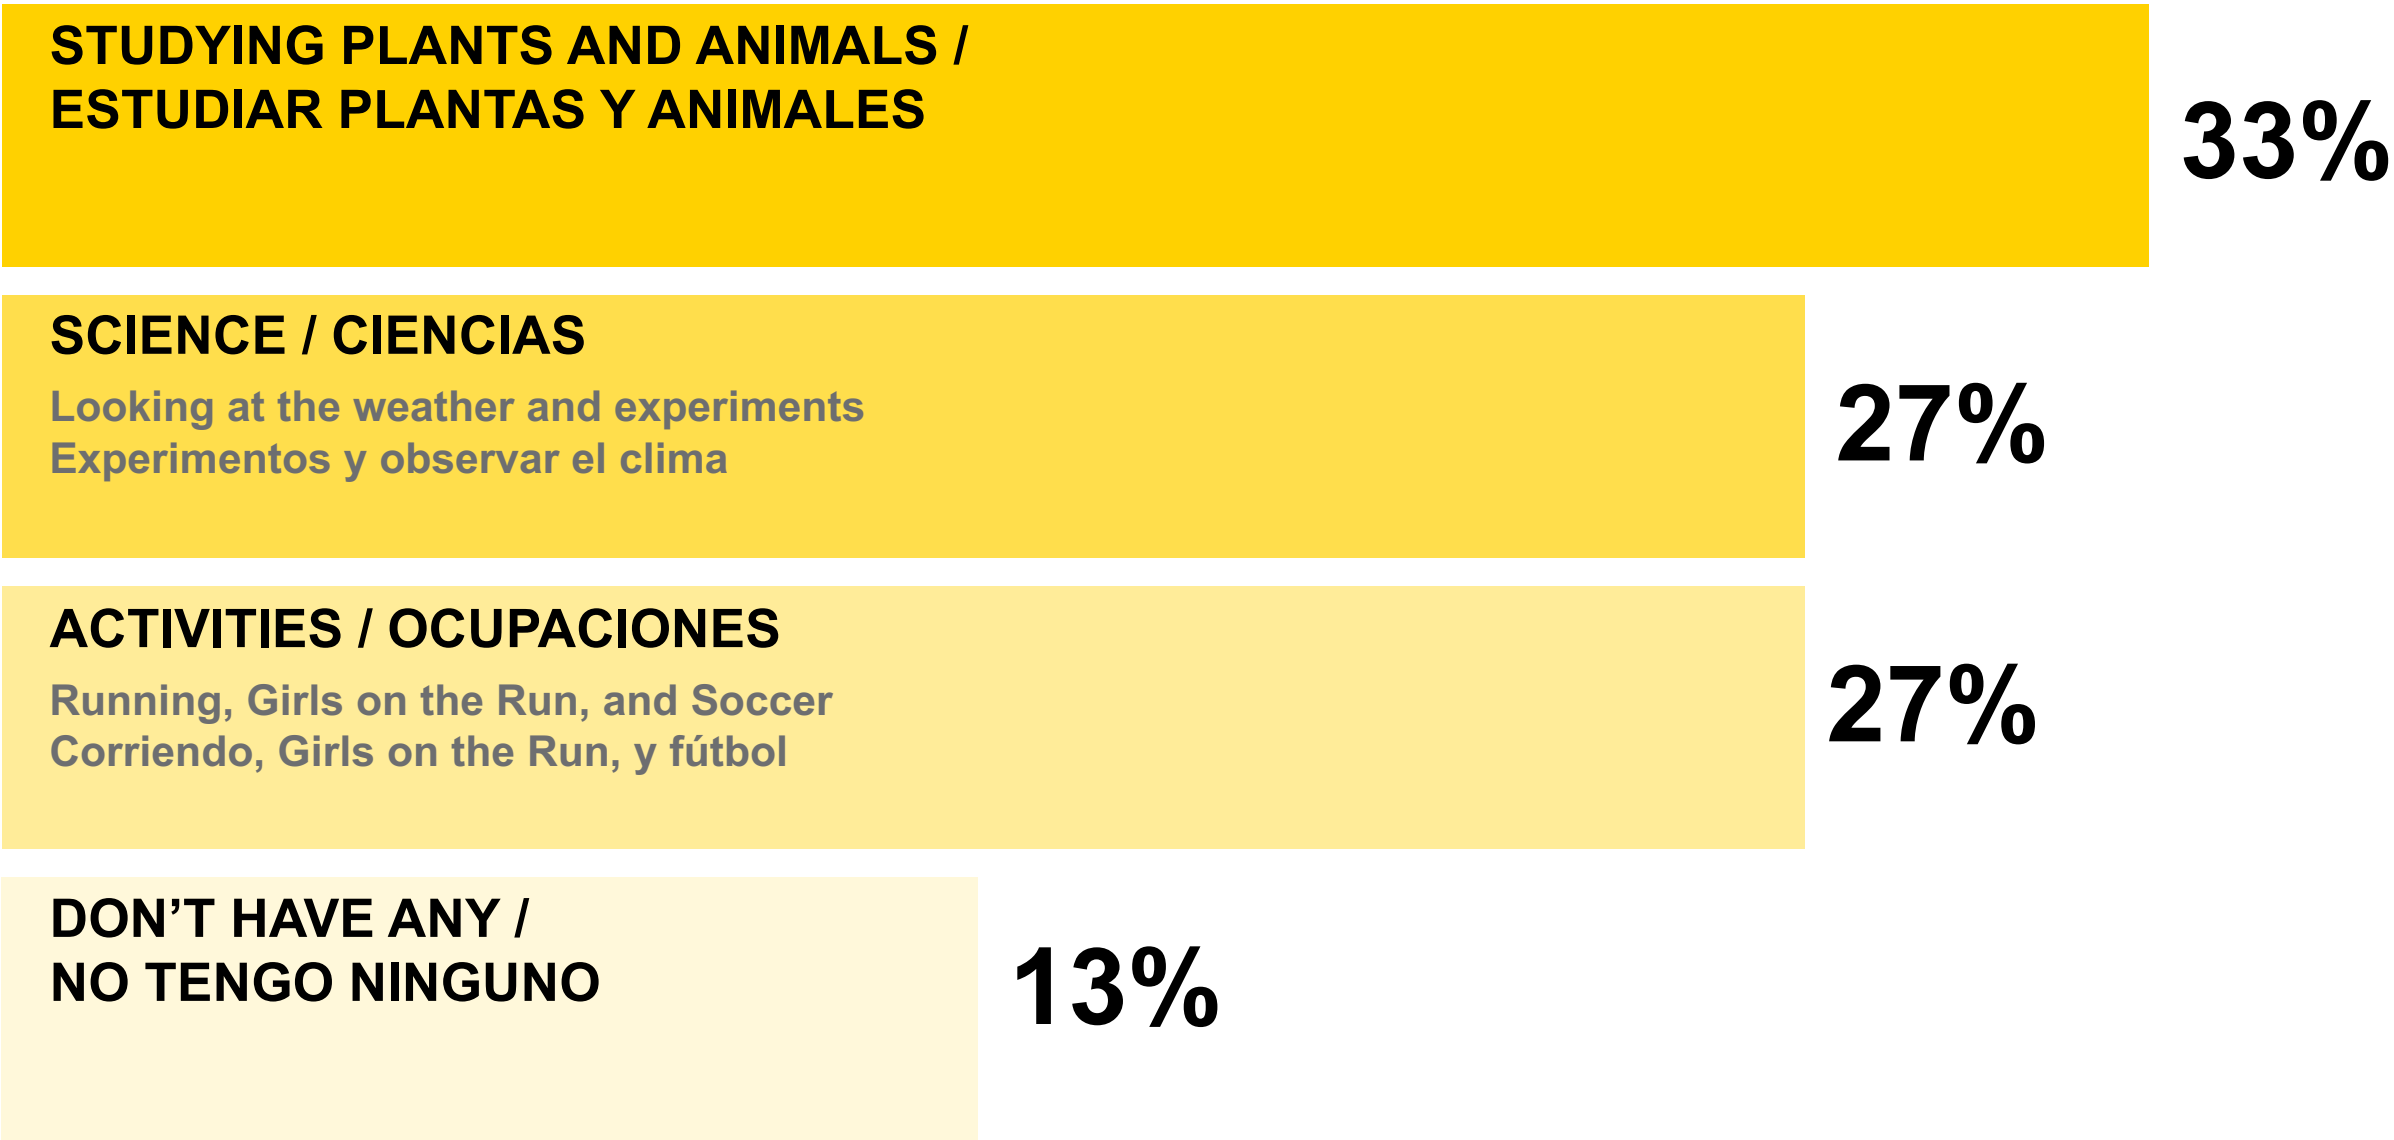 STUDYING PLANTS AND ANIMALS /
ESTUDIAR PLANTAS Y ANIMALES
33%
SCIENCE / CIENCIAS
Looking at the weather and experiments
Experimentos y observar el clima
27%
ACTIVITIES / OCUPACIONES
Running, Girls on the Run, and Soccer
Corriendo, Girls on the Run, y fútbol
27%
DON’T HAVE ANY /
NO TENGO NINGUNO
13%